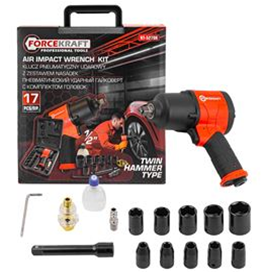 FORCEKRAFT
PROFESSIONAL TOOLS
AIR IMPACT WRENCH KIT
KLUCZ PNEUMATYCZNY UDAROWY
Z ZESTAWEM NASADEK
ПНЕВМАТИЧЕСКИЙ УДАРНЫЙ ГАЙКОВЕРТ
С КОМПЛЕКТОМ ГОЛОВОК
17
1/2"
TWIN
HAMMER
TYPE
FORCEKRAFT